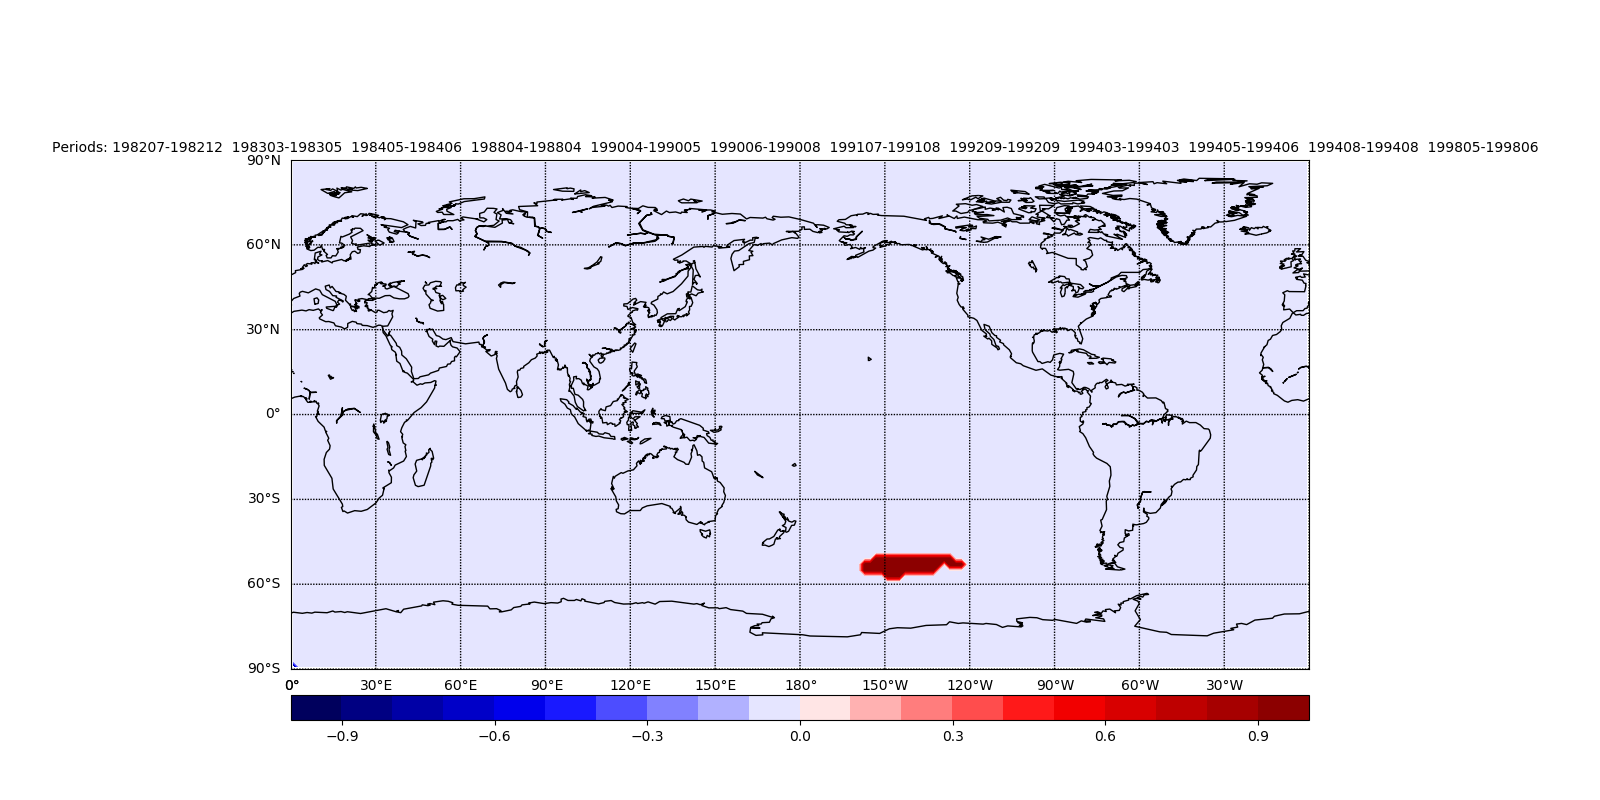 Periods: 198207-198212 198303-198305 198405-198406 198804-198804 199004-199005 199006-199008 199107-199108 199209-199209 199403-199403 199405-199406 199408-199408 199805-199806
90°N
60°N
30°N
0°
30°S
60°S
90°S
0° 30°E 60°E 90°E 120°E 150°E 180° 150°W 120°W 90°W 60°W 30°W
−0.9 −0.6 −0.3 0.0 0.3 0.6 0.9